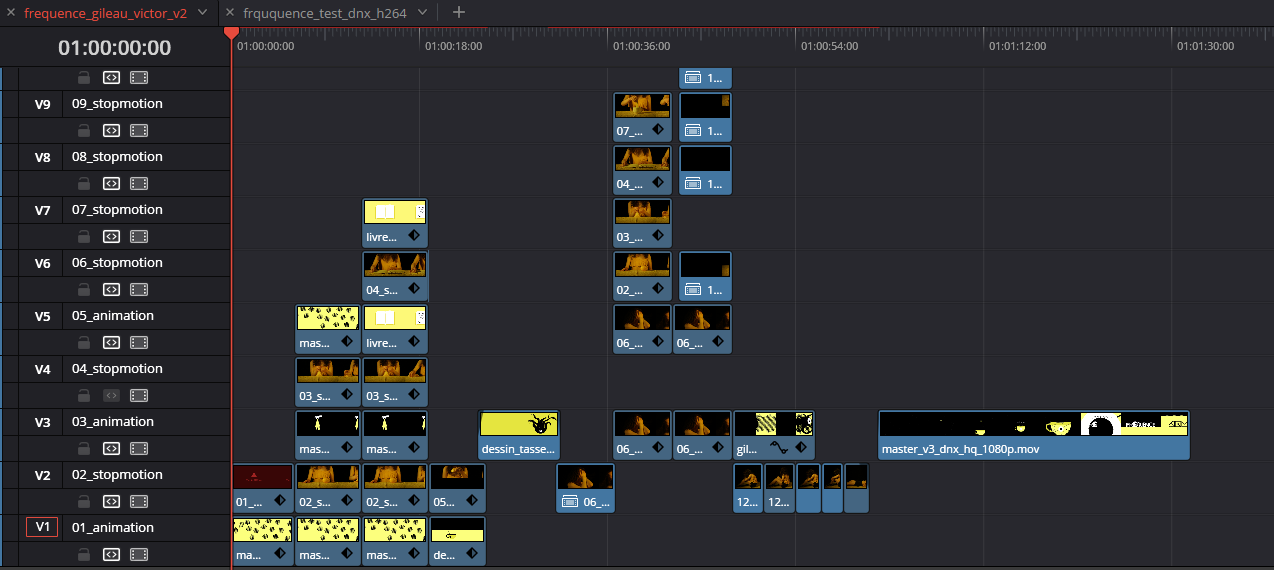 frequence_gileau_victor_v2
frququence_test_dnx_h264
01:00:00:00
01:00:00:00
01:00:18:00
01:00:36:00
01:00:54:00
01:01:12:00
01:01:30:00
1...
V9
09_stopmotion
07_...
1...
V8
08_stopmotion
04_...
1...
V7
07_stopmotion
livre...
03_...
V6
06_stopmotion
04_s...
02_...
1...
V5
05_animation
mas...
livre...
06_...
06_...
V4
04_stopmotion
03_s...
03_s...
V3
03_animation
mas...
mas...
dessin_tasse...
06_...
06_...
gil...
master_v3_dnx_hq_1080p.mov
V2
02_stopmotion
01_...
02_s...
02_s...
05...
06_...
12...
12...
V1
01_animation
ma...
mas...
mas...
de...